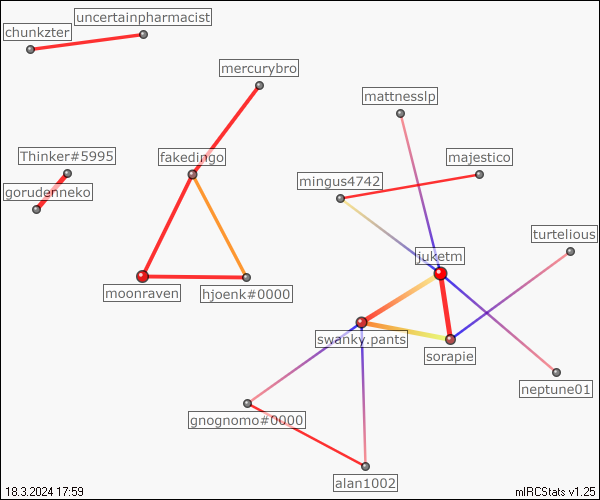 uncertainpharmacist
chunkzter
mercurybro
mattnesslp
Thinker#5995
fakedingo
majestico
mingus4742
gorudenneko
turtelious
juketm
moonraven
hjoenk#0000
swanky.pants
sorapie
neptune01
gnognomo#0000
alan1002
18.3.2024 17:59
mIRCStats v1.25